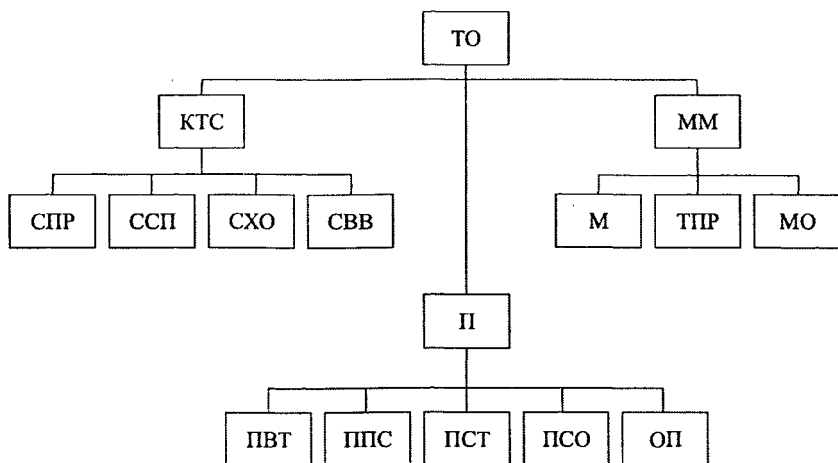 ТО
КТС
ММ
СПР ССП СХО СВВ М ТПР МО
П
ПВТ ППС ПСТ ПСО ОП